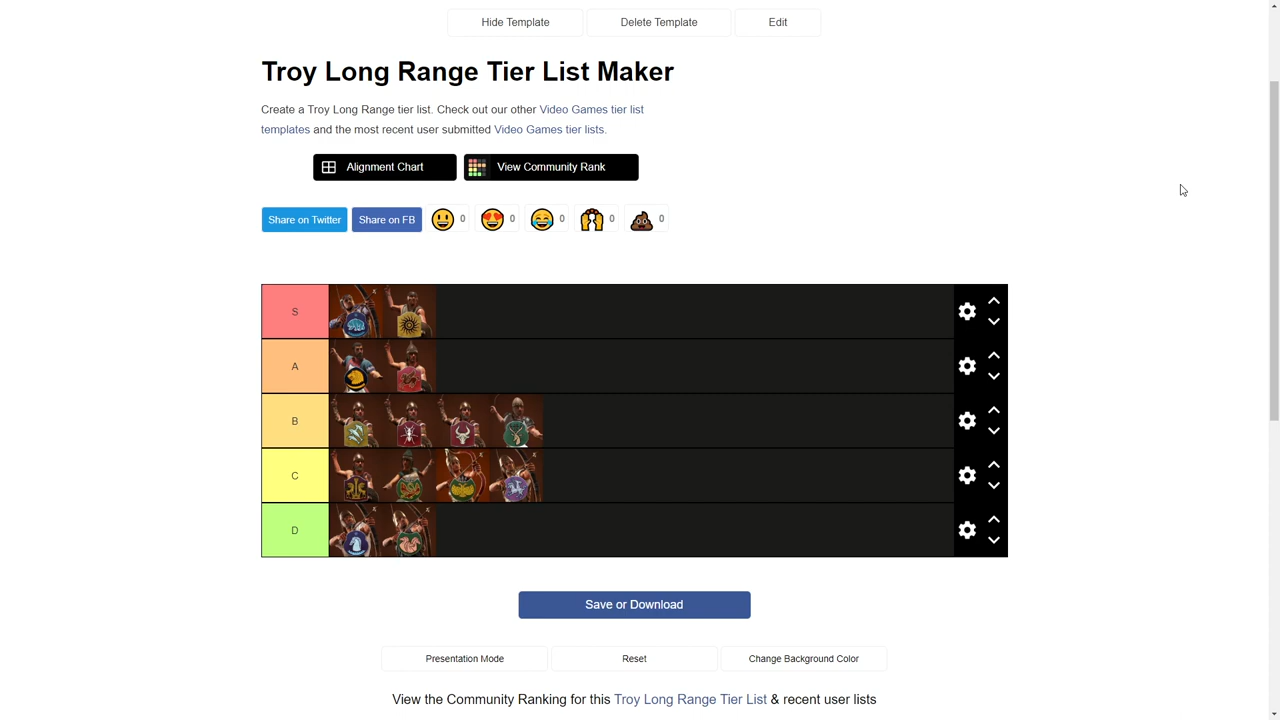 Hide Template
Delete Template
Edit
Troy Long Range Tier List Maker
Create a Troy Long Range tier list. Check out our other Video Games tier list
templates and the most recent user submitted Video Games tier lists.
Alignment Chart
View Community Rank
Share on Twitter
Share on FB
0
0
0
0
0
S
A
B
C
D
Save or Download
Presentation Mode
Reset
Change Background Color
View the Community Ranking for this Troy Long Range Tier List & recent user lists